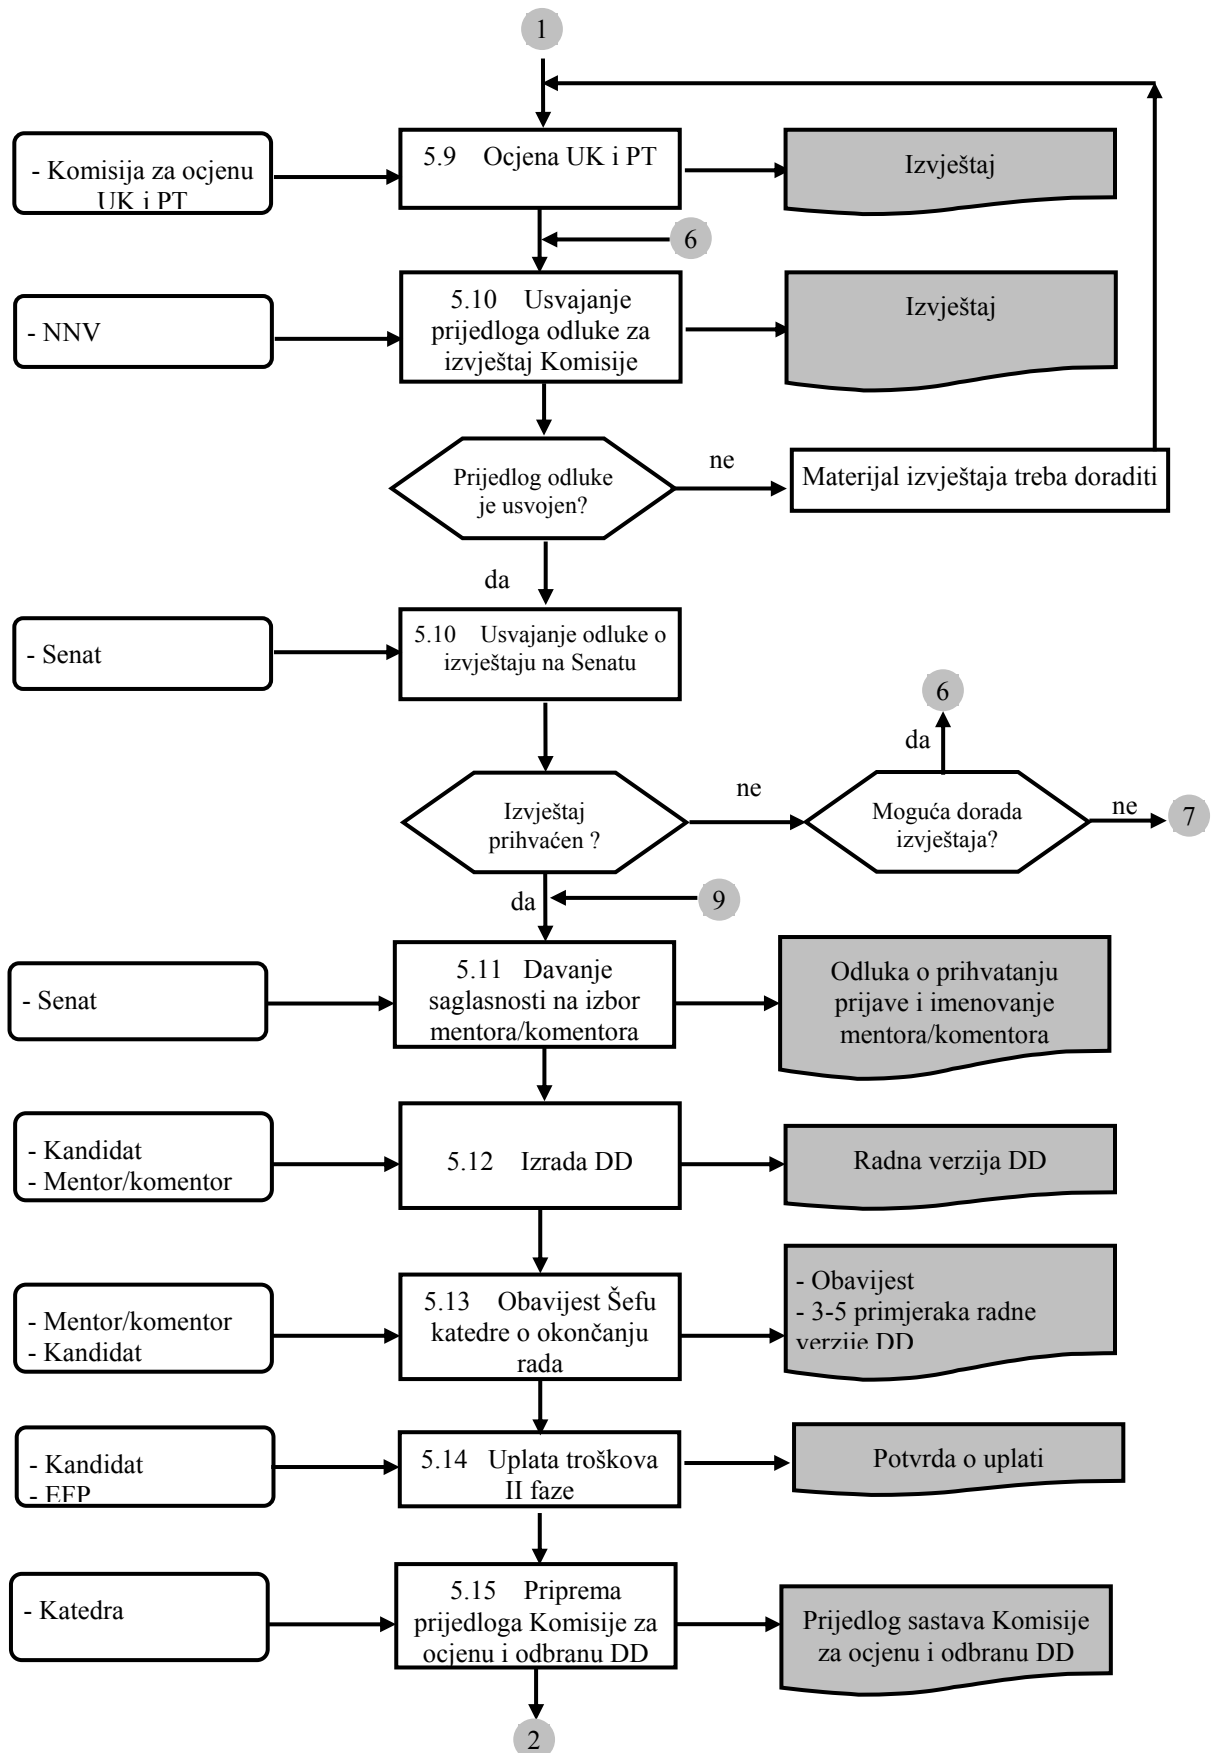 1
- Komisija za ocjenu
UK i PT
5.9 Ocjena UK i PT
Izvještaj
6
- NNV
5.10 Usvajanje
prijedloga odluke za
izvještaj Komisije
Izvještaj
Prijedlog odluke
je usvojen?
ne
Materijal izvještaja treba doraditi
da
- Senat
5.10 Usvajanje odluke o
izvještaju na Senatu
6
da
Izvještaj
prihvaćen ?
ne
Moguća dorada
izvještaja?
ne
7
da
9
- Senat
5.11 Davanje
saglasnosti na izbor
mentora/komentora
Odluka o prihvatanju
prijave i imenovanje
mentora/komentora
- Kandidat
- Mentor/komentor
5.12 Izrada DD
Radna verzija DD
- Mentor/komentor
- Kandidat
5.13 Obavijest Šefu
katedre o okončanju
rada
- Obavijest
- 3-5 primjeraka radne
verzije DD
- Kandidat
- EFP
5.14 Uplata troškova
II faze
Potvrda o uplati
- Katedra
5.15 Priprema
prijedloga Komisije za
ocjenu i odbranu DD
Prijedlog sastava Komisije
za ocjenu i odbranu DD
2